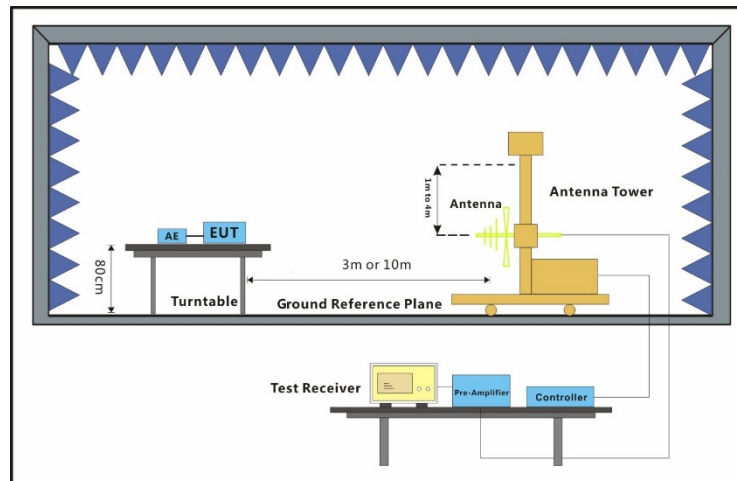 1m to 4m
Antenna
Antenna Tower
AE
EUT
3m or 10m
80cm
Turntable
Ground Reference Plane
Test Receiver
Pre-Amplifier
Controller